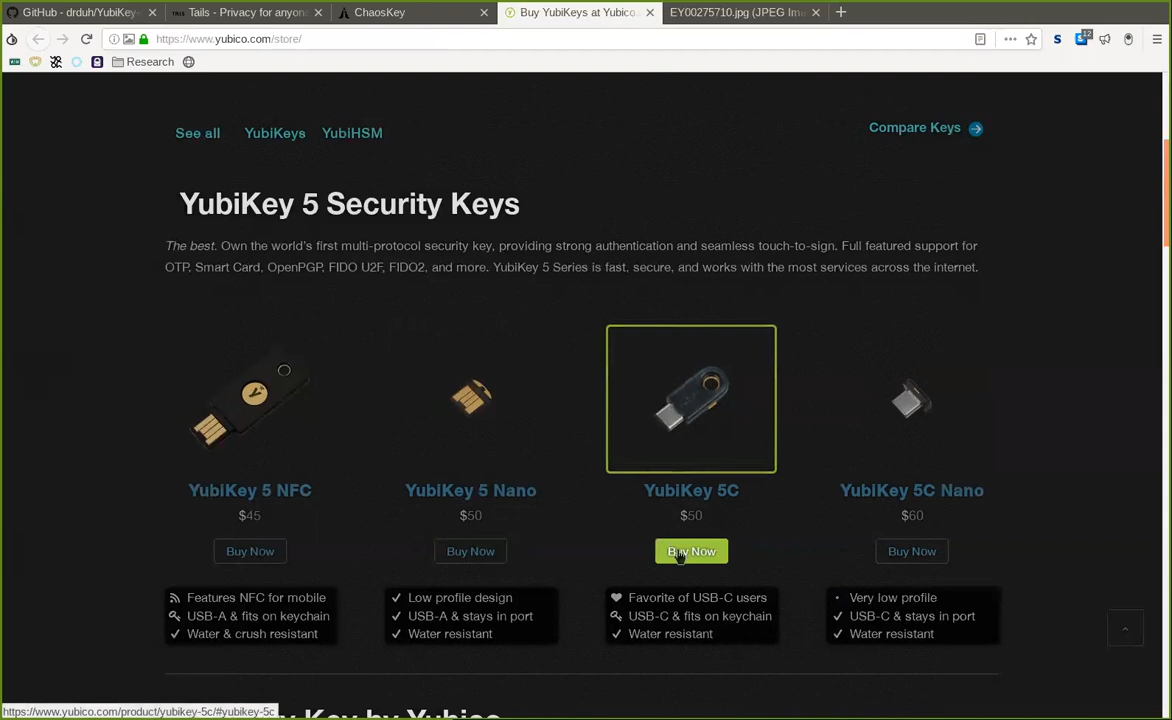 GitHub - drduh/YubiKey-
Tails - Privacy for anyon
ChaosKey
Buy YubiKeys at Yubico.
EY00275710.jpg (JPEG Ima
https://www.yubico.com/store/
S
12
Research
See all YubiKeys YubiHSM
Compare Keys
YubiKey 5 Security Keys
The best. Own the world's first multi-protocol security key, providing strong authentication and seamless touch-to-sign. Full featured support for
OTP, Smart Card, OpenPGP, FIDO U2F, FIDO2, and more. YubiKey 5 Series is fast, secure, and works with the most services across the internet.
YubiKey 5 NFC
$45
Buy Now
Features NFC for mobile
USB-A & fits on keychain
Water & crush resistant
YubiKey 5 Nano
$50
Buy Now
Low profile design
USB-A & stays in port
Water resistant
YubiKey 5C
$50
Buy Now
Favorite of USB-C users
USB-C & fits on keychain
Water resistant
YubiKey 5C Nano
$60
Buy Now
Very low profile
USB-C & stays in port
Water resistant
https://www.yubico.com/product/yubikey-5c/#yubikey-5c
Key by Yubico